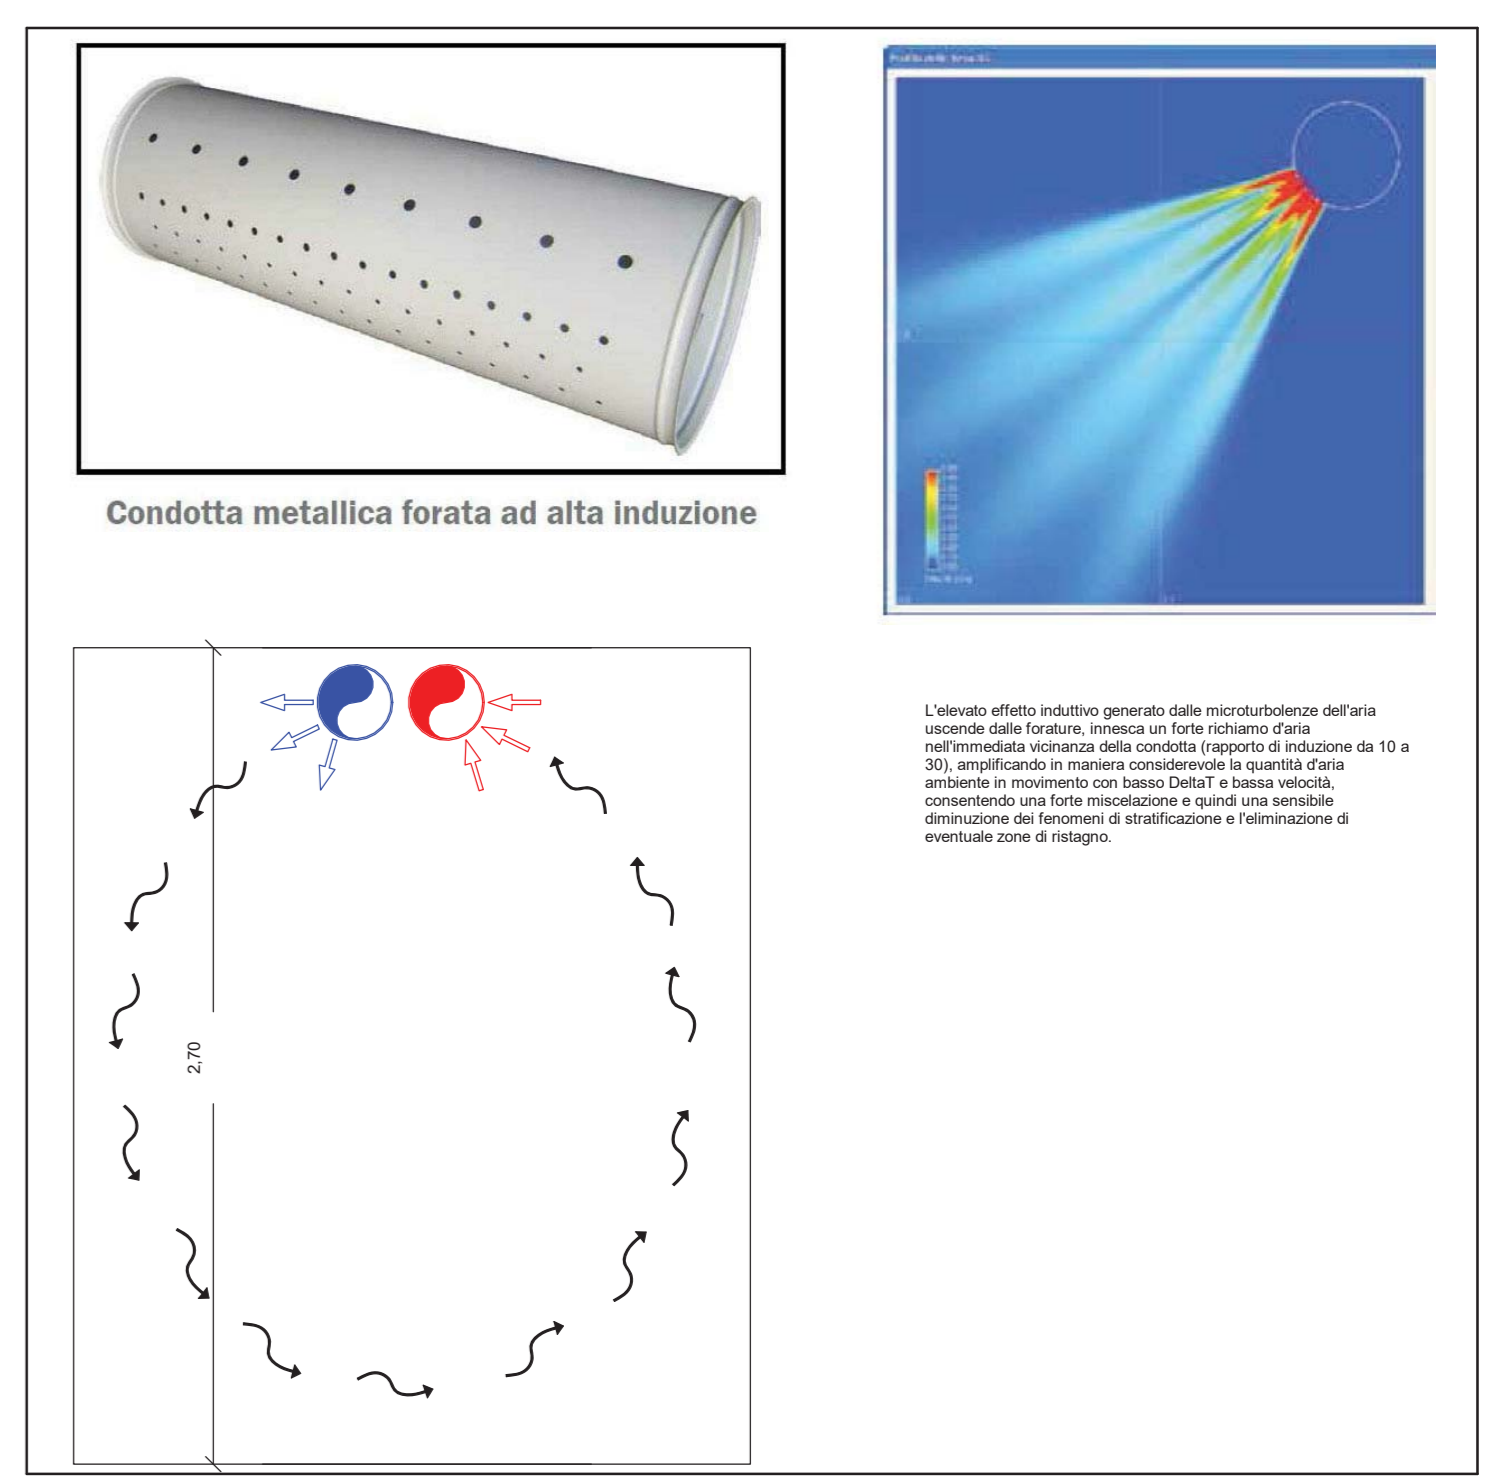 Condotta metallica forata ad alta induzione
2,70
L'elevato effetto induttivo generato dalle microturbolenze dell'aria
uscende dalle forature, innesca un forte richiamo d'aria
nell'immediata vicinanza della condotta (rapporto di induzione da 10 a
30), amplificando in maniera considerevole la quantità d'aria
ambiente in movimento con basso DeltaT e bassa velocità,
consentendo una forte miscelazione e quindi una sensibile
diminuzione dei fenomeni di stratificazione e l'eliminazione di
eventuale zone di ristagno.